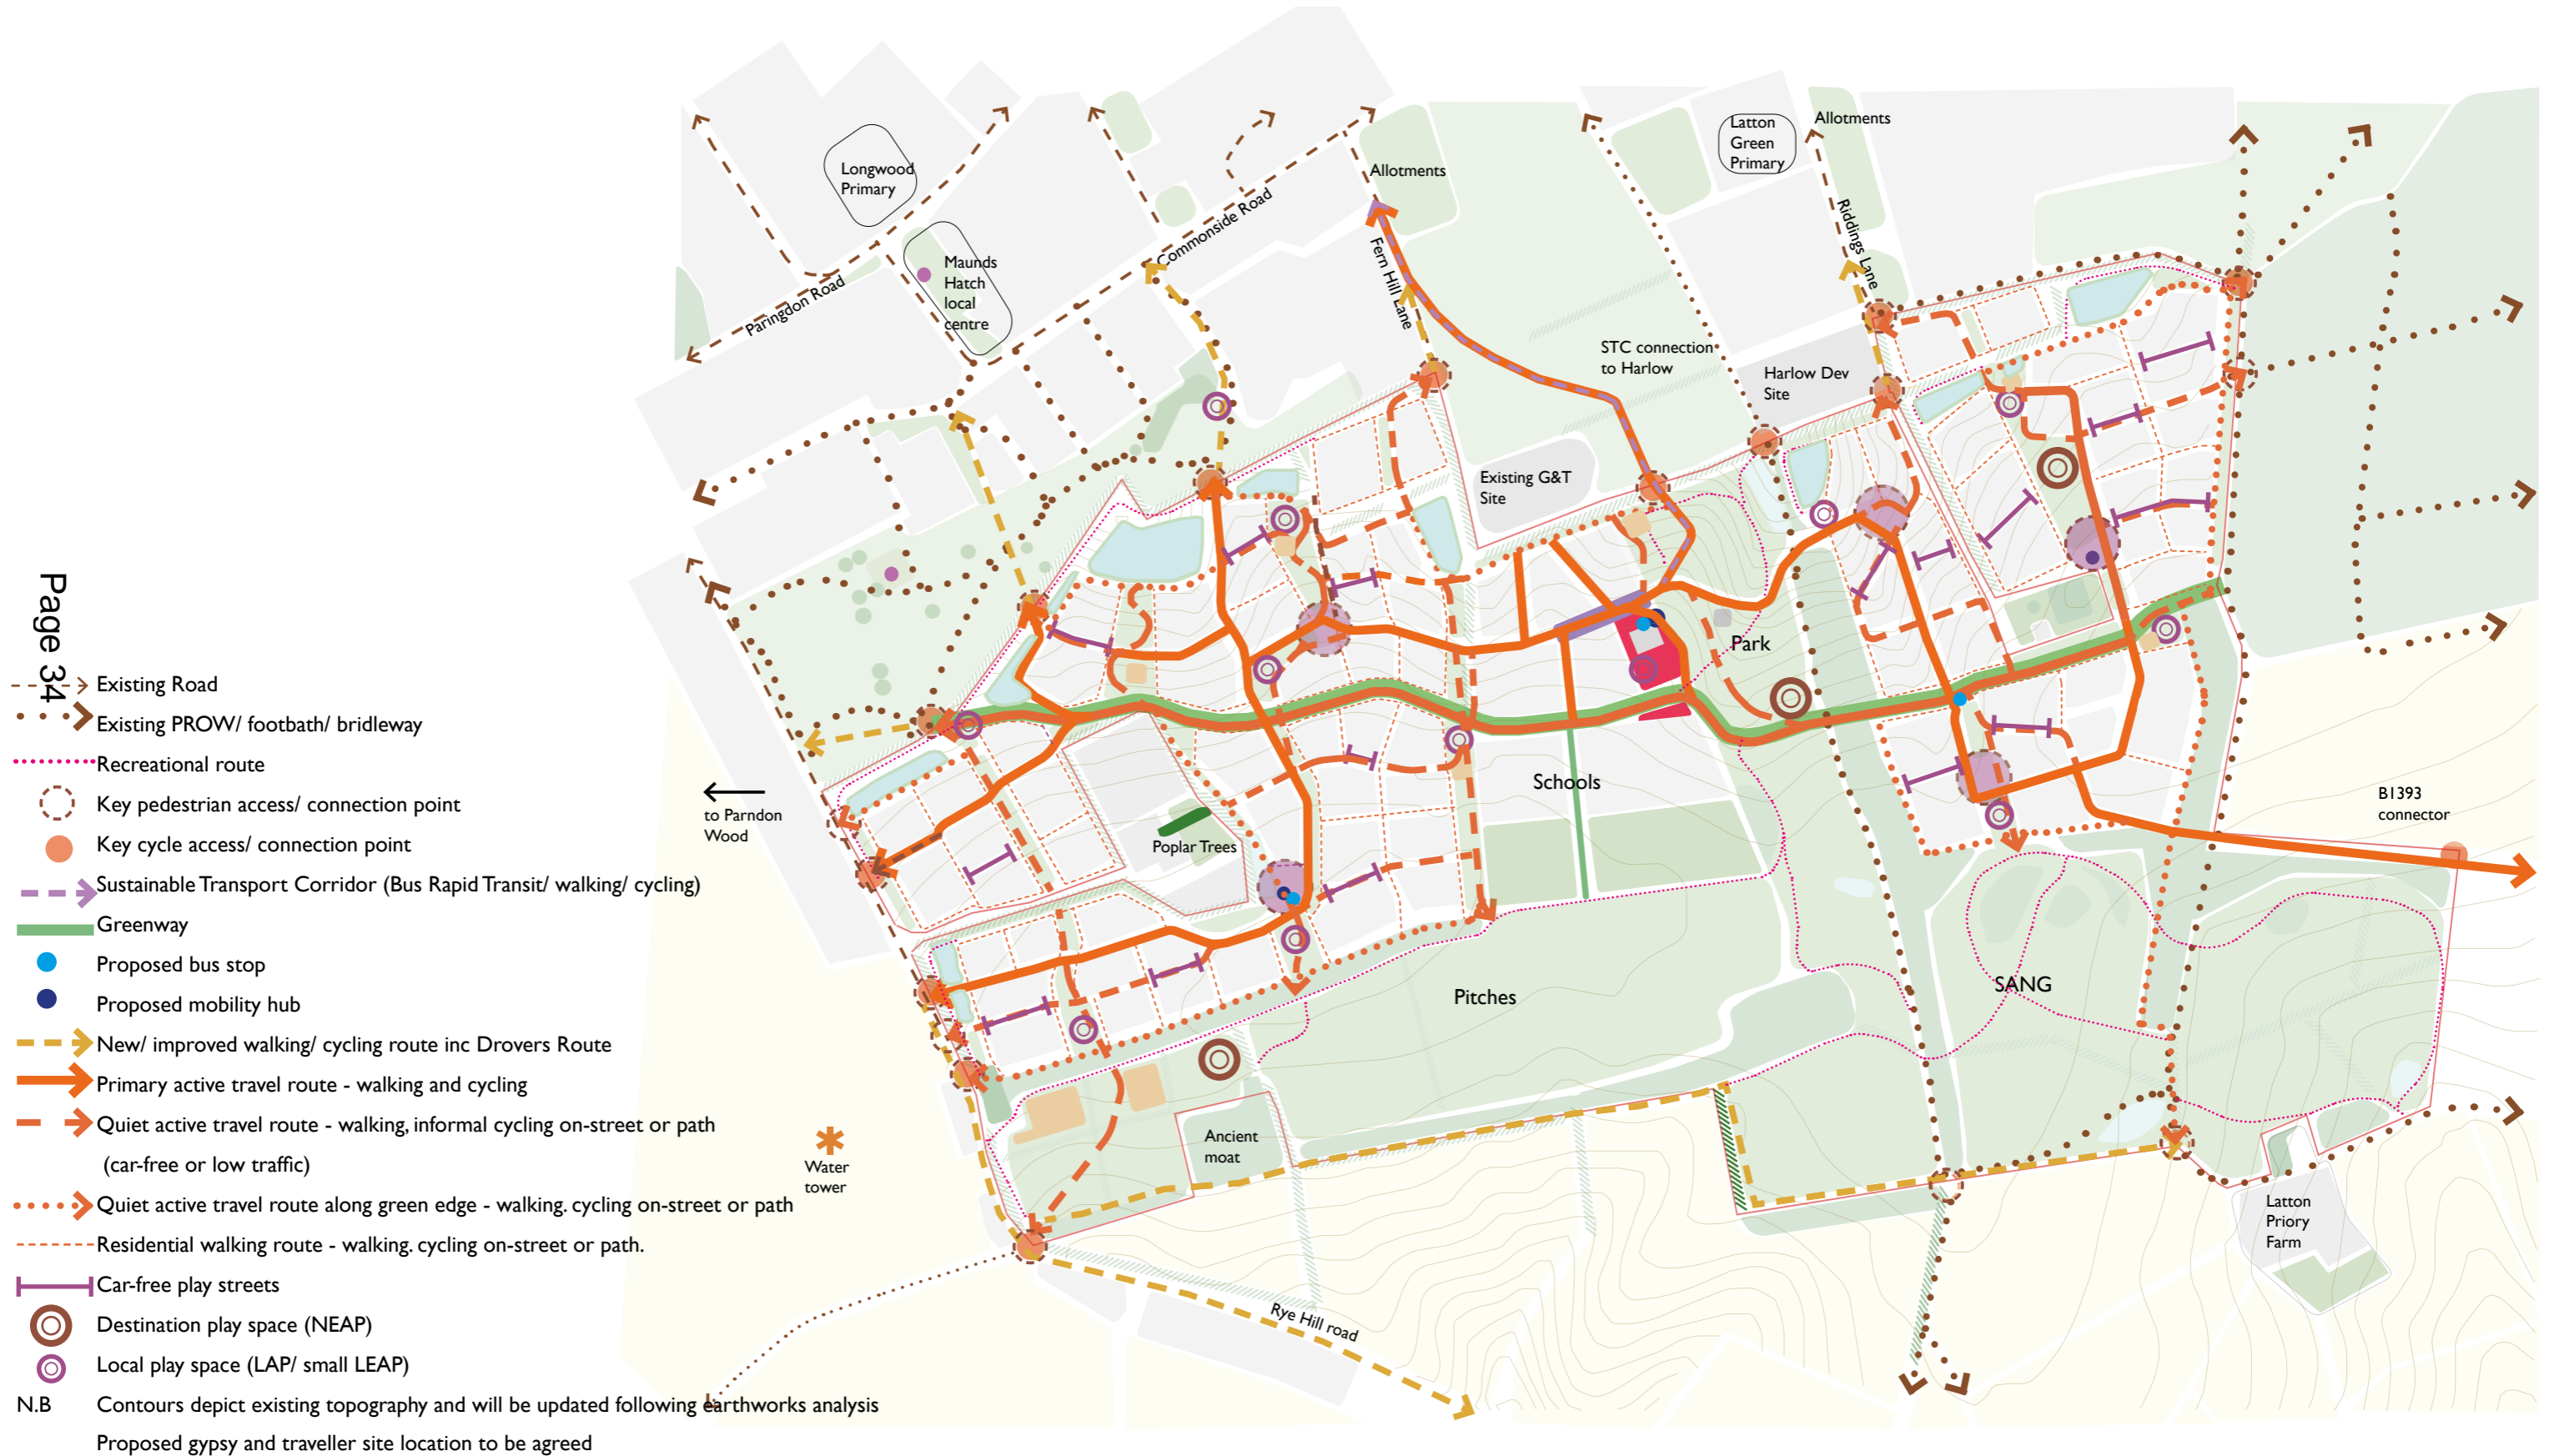 Longwood
Primary
Maunds
Hatch
local
centre
Paringdon Road
Commonside Road
Allotments
Fern Hill Lane
Latton
Green
Primary
Allotments
Riddings Lane
STC connection
to Harlow
Harlow Dev
Site
Existing G&T
Site
Park
Schools
to Parndon
Wood
Poplar Trees
B1393
connector
Pitches
SANG
Ancient
moat
Water
tower
Latton
Priory
Farm
Rye Hill road
Page 34
Existing Road
Existing PROW/ footbath/ bridleway
Recreational route
Key pedestrian access/ connection point
Key cycle access/ connection point
Sustainable Transport Corridor (Bus Rapid Transit/ walking/ cycling)
Greenway
Proposed bus stop
Proposed mobility hub
New/ improved walking/ cycling route inc Drovers Route
Primary active travel route - walking and cycling
Quiet active travel route - walking, informal cycling on-street or path
(car-free or low traffic)
Quiet active travel route along green edge - walking. cycling on-street or path
Residential walking route - walking. cycling on-street or path.
Car-free play streets
Destination play space (NEAP)
Local play space (LAP/ small LEAP)
N.B Contours depict existing topography and will be updated following earthworks analysis
Proposed gypsy and traveller site location to be agreed